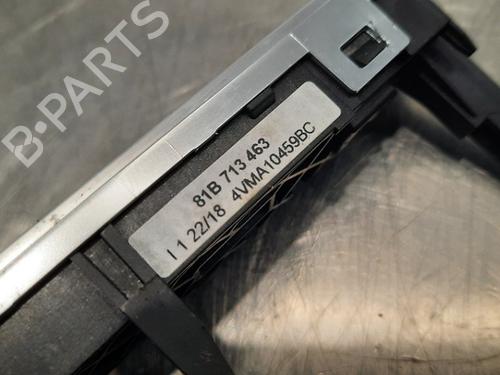 B-PARTS
81B 713 463
I 1 22/18 4VMA10459BC